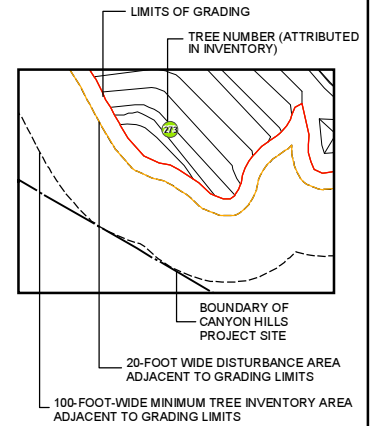 LIMITS OF GRADING
TREE NUMBER (ATTRIBUTED
IN INVENTORY)
273
BOUNDARY OF
CANYON HILLS
PROJECT SITE
20-FOOT WIDE DISTURBANCE AREA
ADJACENT TO GRADING LIMITS
100-FOOT-WIDE MINIMUM TREE INVENTORY AREA
ADJACENT TO GRADING LIMITS